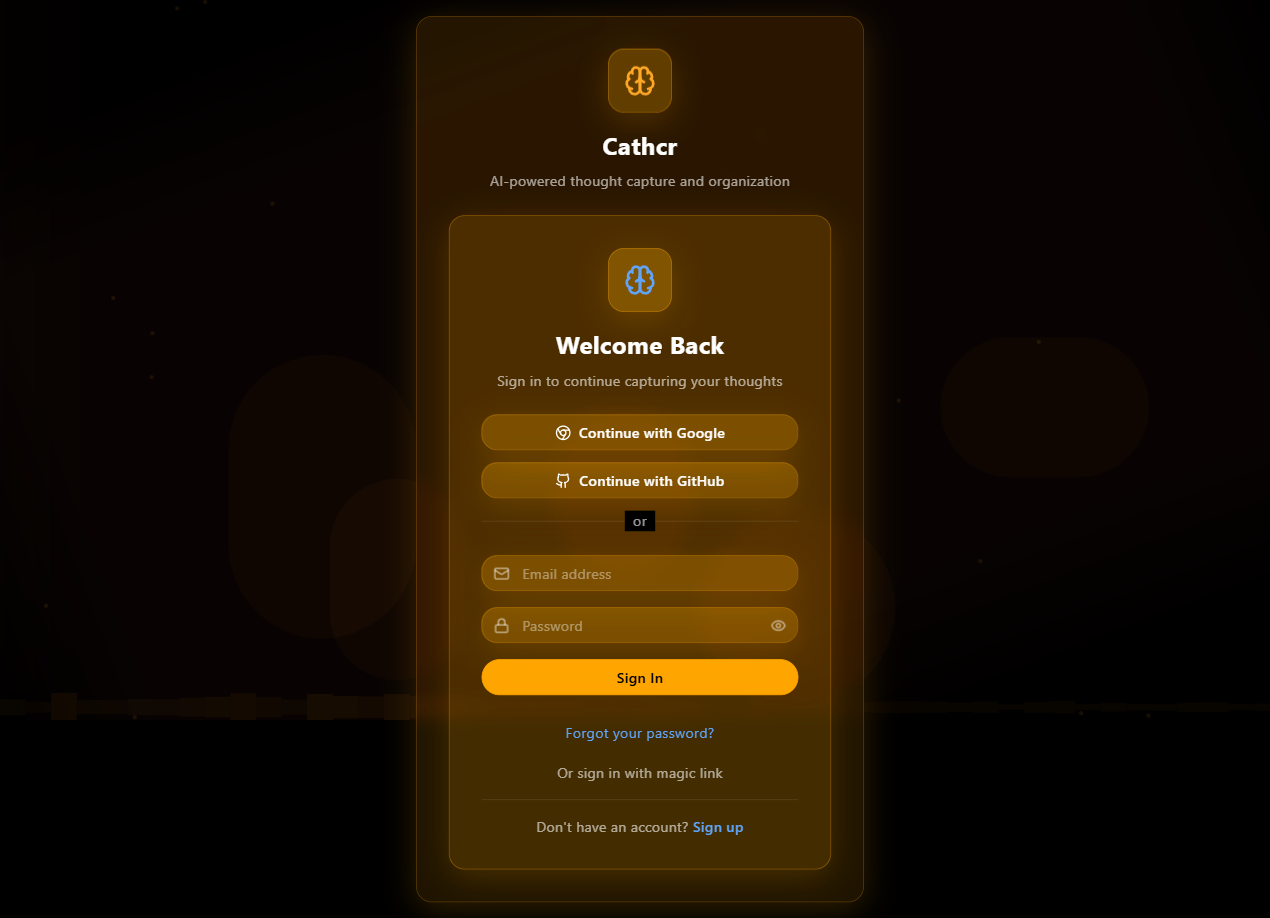 Cathcr
AI-powered thought capture and organization
Welcome Back
Sign in to continue capturing your thoughts
Continue with Google
Continue with GitHub
or
Email address
Password
Sign In
Forgot your password?
Or sign in with magic link
Don't have an account? Sign up